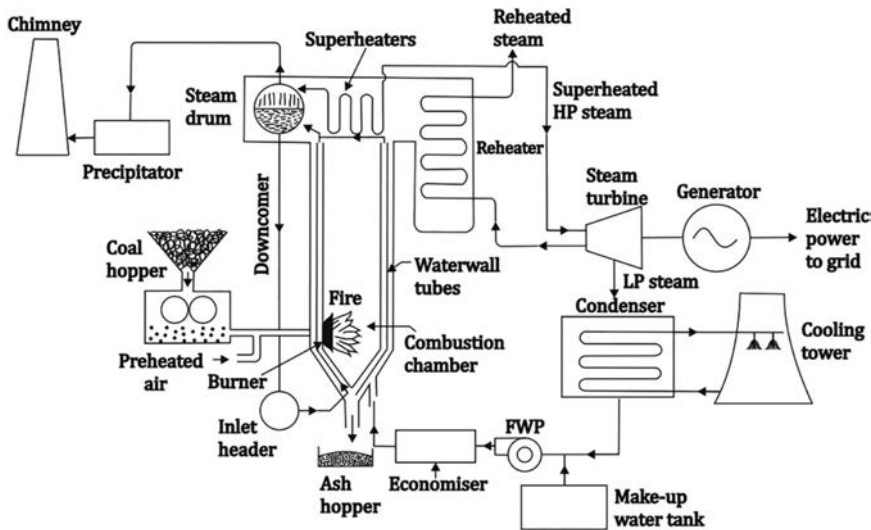 Chimney
Superheaters
Reheated
steam
Steam
drum
Superheated
HP steam
Precipitator
Reheater
Steam
turbine
Generator
Downcomer
Electric
power
to grid
Coal
hopper
Waterwall
tubes
LP steam
Fire
Condenser
Combustion
chamber
Cooling
tower
Preheated
air
Burner
Inlet
header
FWP
Ash
hopper
Economiser
Make-up
water tank